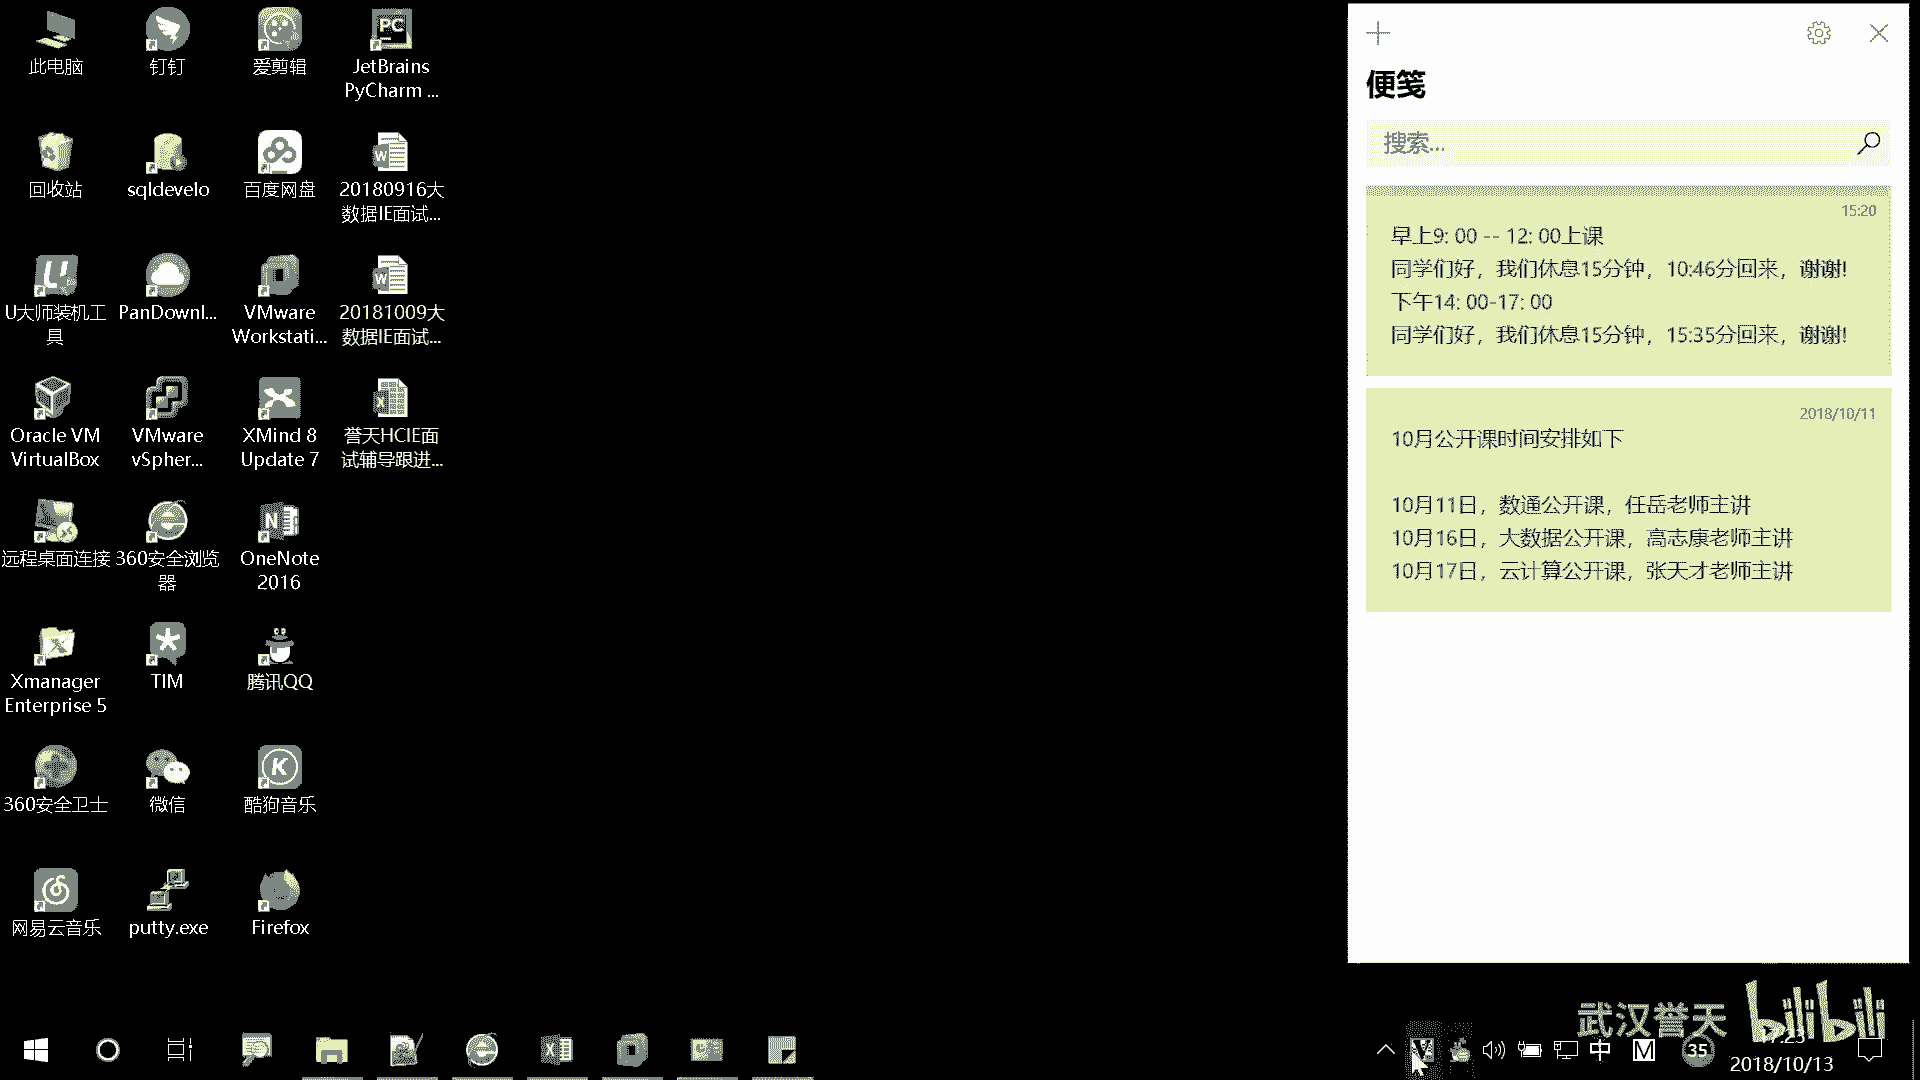 此电脑
钉钉
爱剪辑
JetBrains
PyCharm ...
回收站
sqldevelo
百度网盘
20180916大
数据IE面试...
U大师装机工
具
PanDownl...
VMware
Workstati...
20181009大
数据IE面试...
Oracle VM
VirtualBox
VMware
vSpher...
XMind 8
Update 7
誉天HCIE面
试辅导跟进...
远程桌面连接
360安全浏览
器
OneNote
2016
Xmanager
Enterprise 5
TIM
腾讯QQ
360安全卫士
微信
酷狗音乐
网易云音乐
putty.exe
Firefox
便笺
搜索...
15:20
早上9: 00 -- 12: 00上课
同学们好，我们休息15分钟，10:46分回来，谢谢!
下午14: 00-17: 00
同学们好，我们休息15分钟，15:35分回来，谢谢!
2018/10/11
10月公开课时间安排如下
10月11日，数通公开课，任岳老师主讲
10月16日，大数据公开课，高志康老师主讲
10月17日，云计算公开课，张天才老师主讲
武汉誉天
bilibili
中
M
35
17:23
2018/10/13